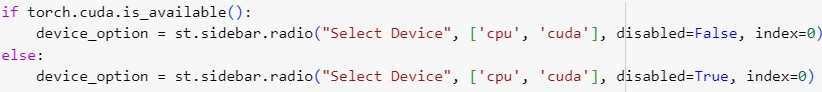 if torch.cuda.is_available():
    device_option = st.sidebar.radio("Select Device", ['cpu', 'cuda'], disabled=False, index=0)
else:
    device_option = st.sidebar.radio("Select Device", ['cpu', 'cuda'], disabled=True, index=0)